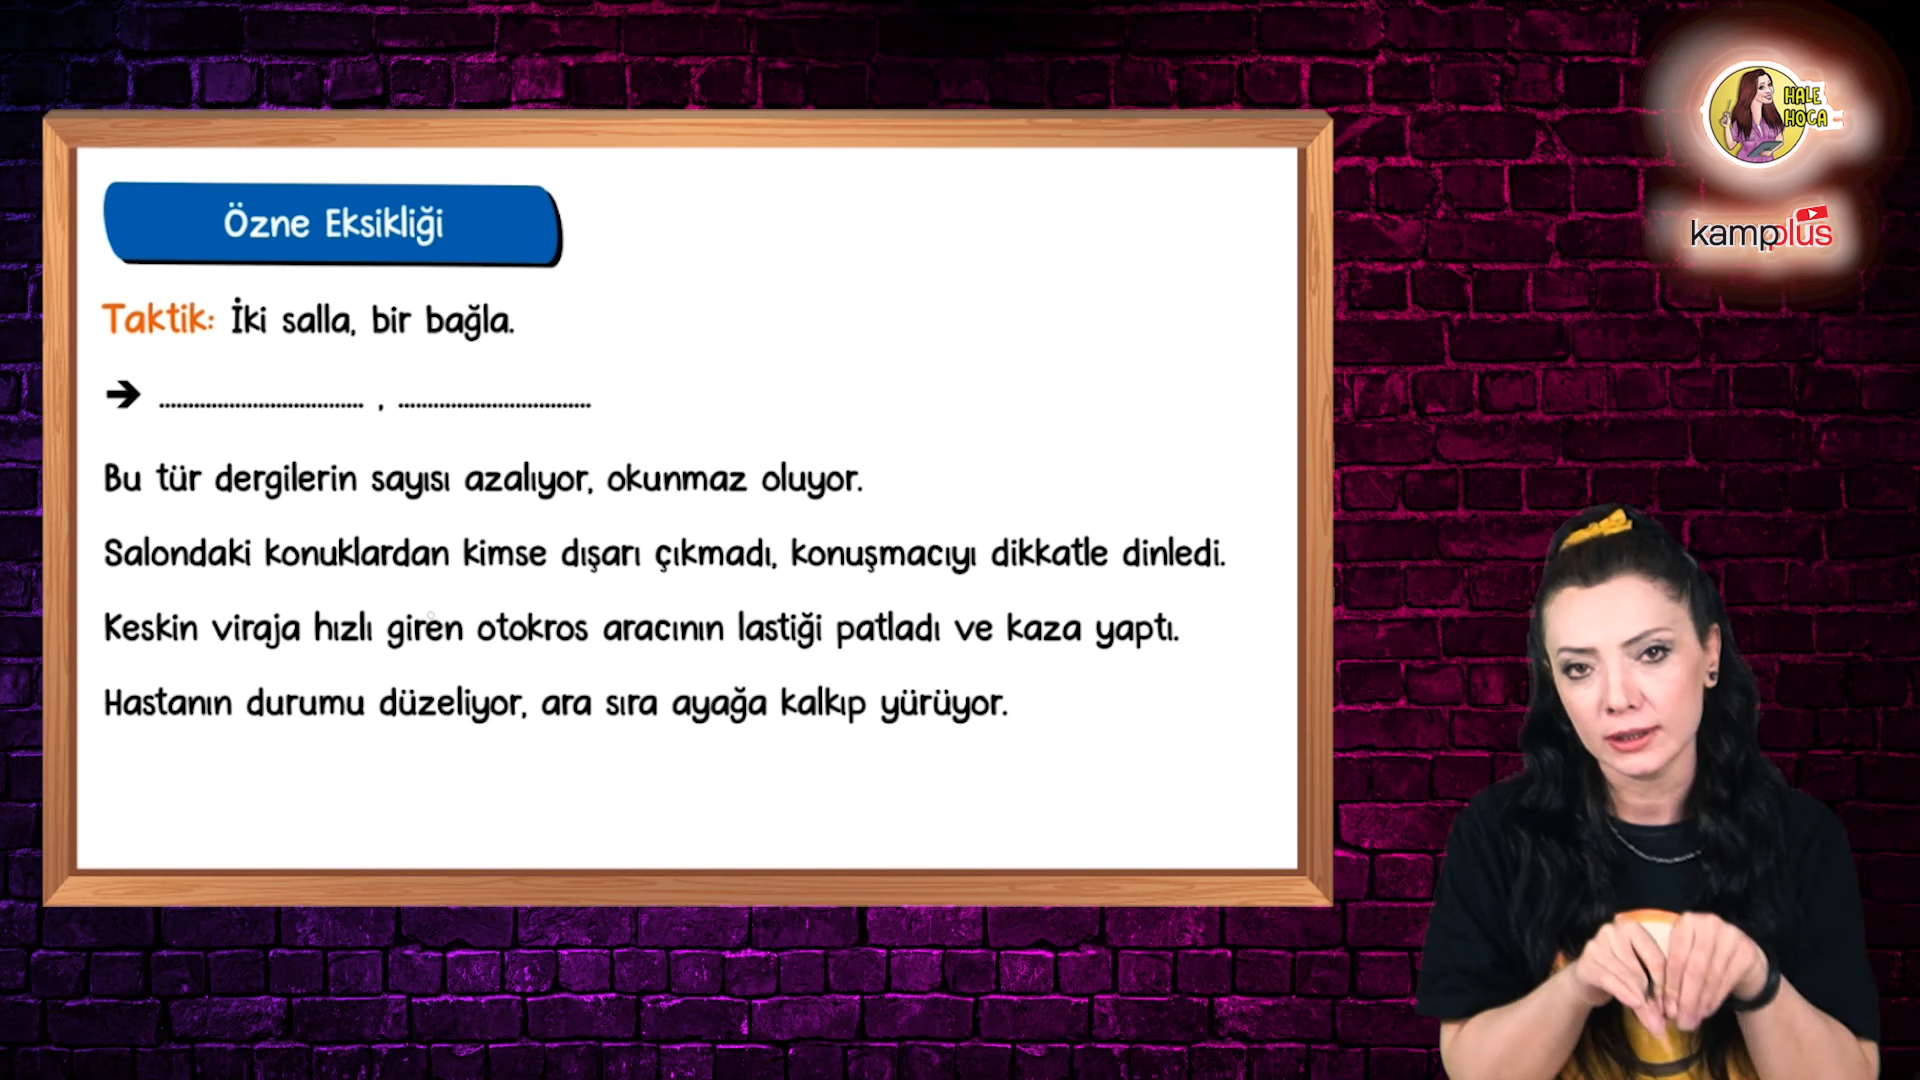 HALE
HOCA
kampplus
Özne Eksikliği
Taktik: İki salla, bir bağla.
➔ .................................. , ................................
Bu tür dergilerin sayısı azalıyor, okunmaz oluyor.
Salondaki konuklardan kimse dışarı çıkmadı, konuşmacıyı dikkatle dinledi.
Keskin viraja hızlı giren otokros aracının lastiği patladı ve kaza yaptı.
Hastanın durumu düzeliyor, ara sıra ayağa kalkıp yürüyor.